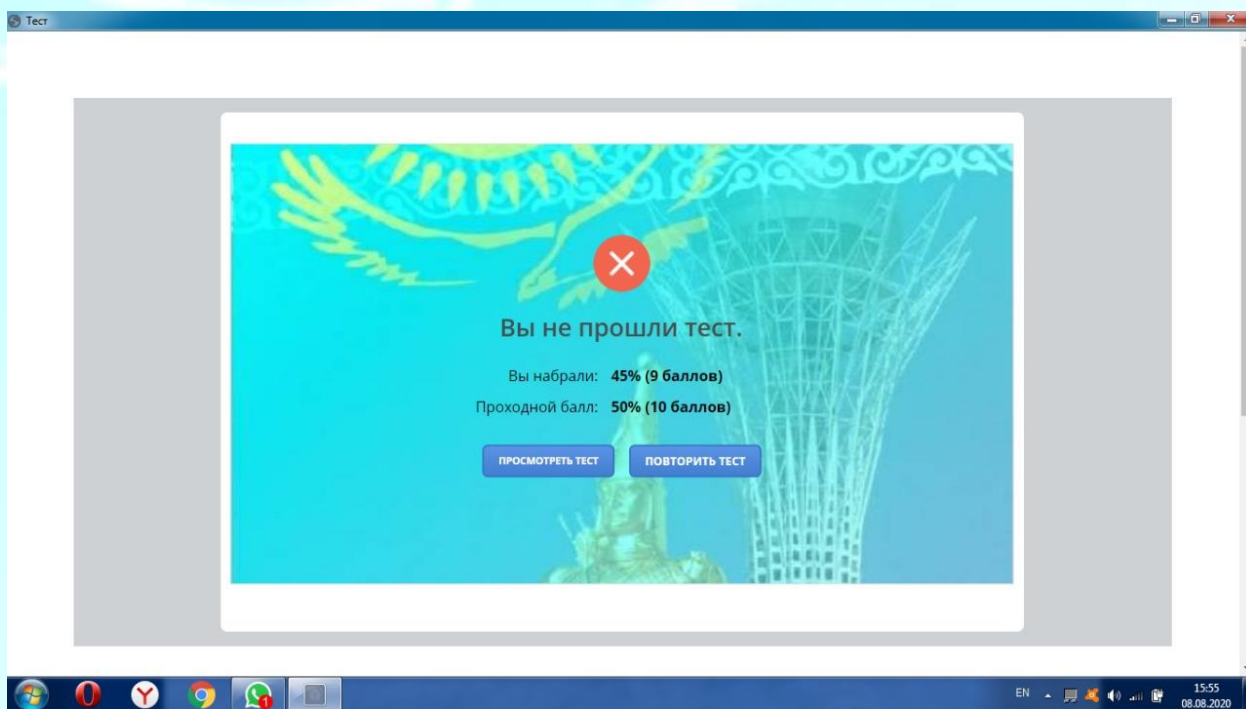 Тест
Вы не прошли тест.
Вы набрали: 45% (9 баллов)
Проходной балл: 50% (10 баллов)
ПРОСМОТРЕТЬ ТЕСТ ПОВТОРИТЬ ТЕСТ
EN 15:55
08.08.2020